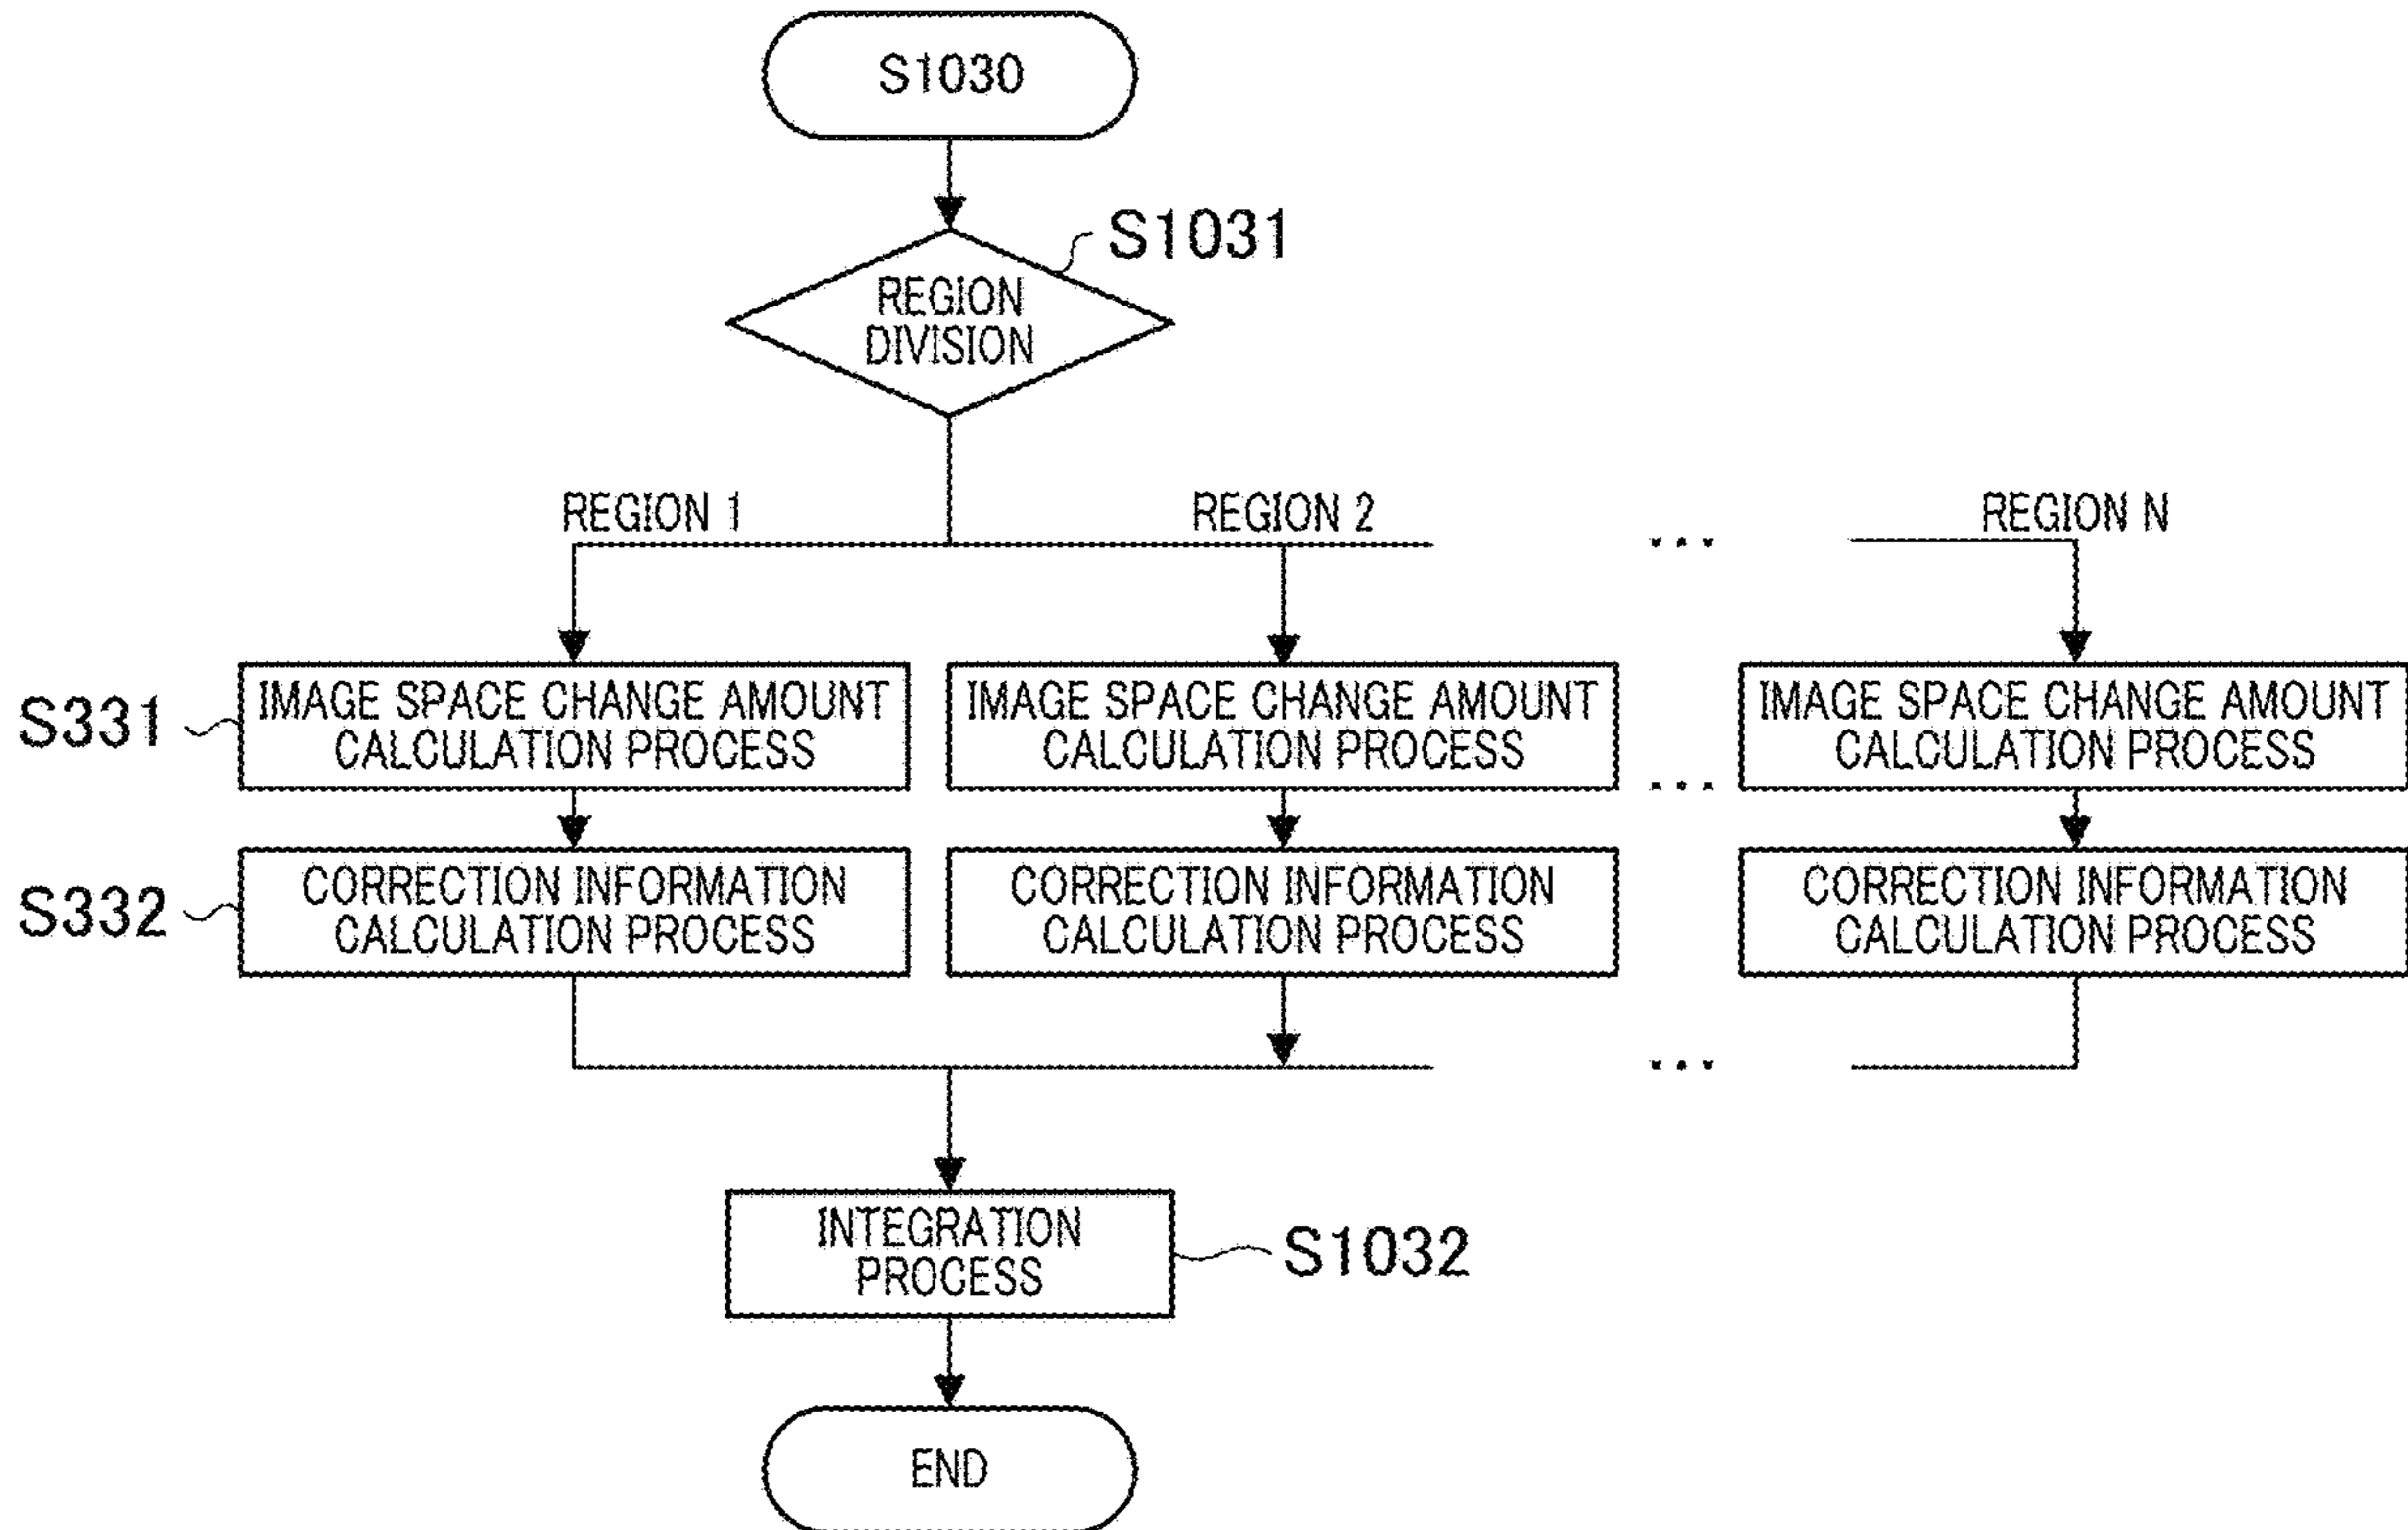 S1030
S1031
REGION
DIVISION
REGION 1
REGION 2
...
REGION N
S331
IMAGE SPACE CHANGE AMOUNT
CALCULATION PROCESS
IMAGE SPACE CHANGE AMOUNT
CALCULATION PROCESS
...
IMAGE SPACE CHANGE AMOUNT
CALCULATION PROCESS
S332
CORRECTION INFORMATION
CALCULATION PROCESS
CORRECTION INFORMATION
CALCULATION PROCESS
CORRECTION INFORMATION
CALCULATION PROCESS
...
INTEGRATION
PROCESS
S1032
END